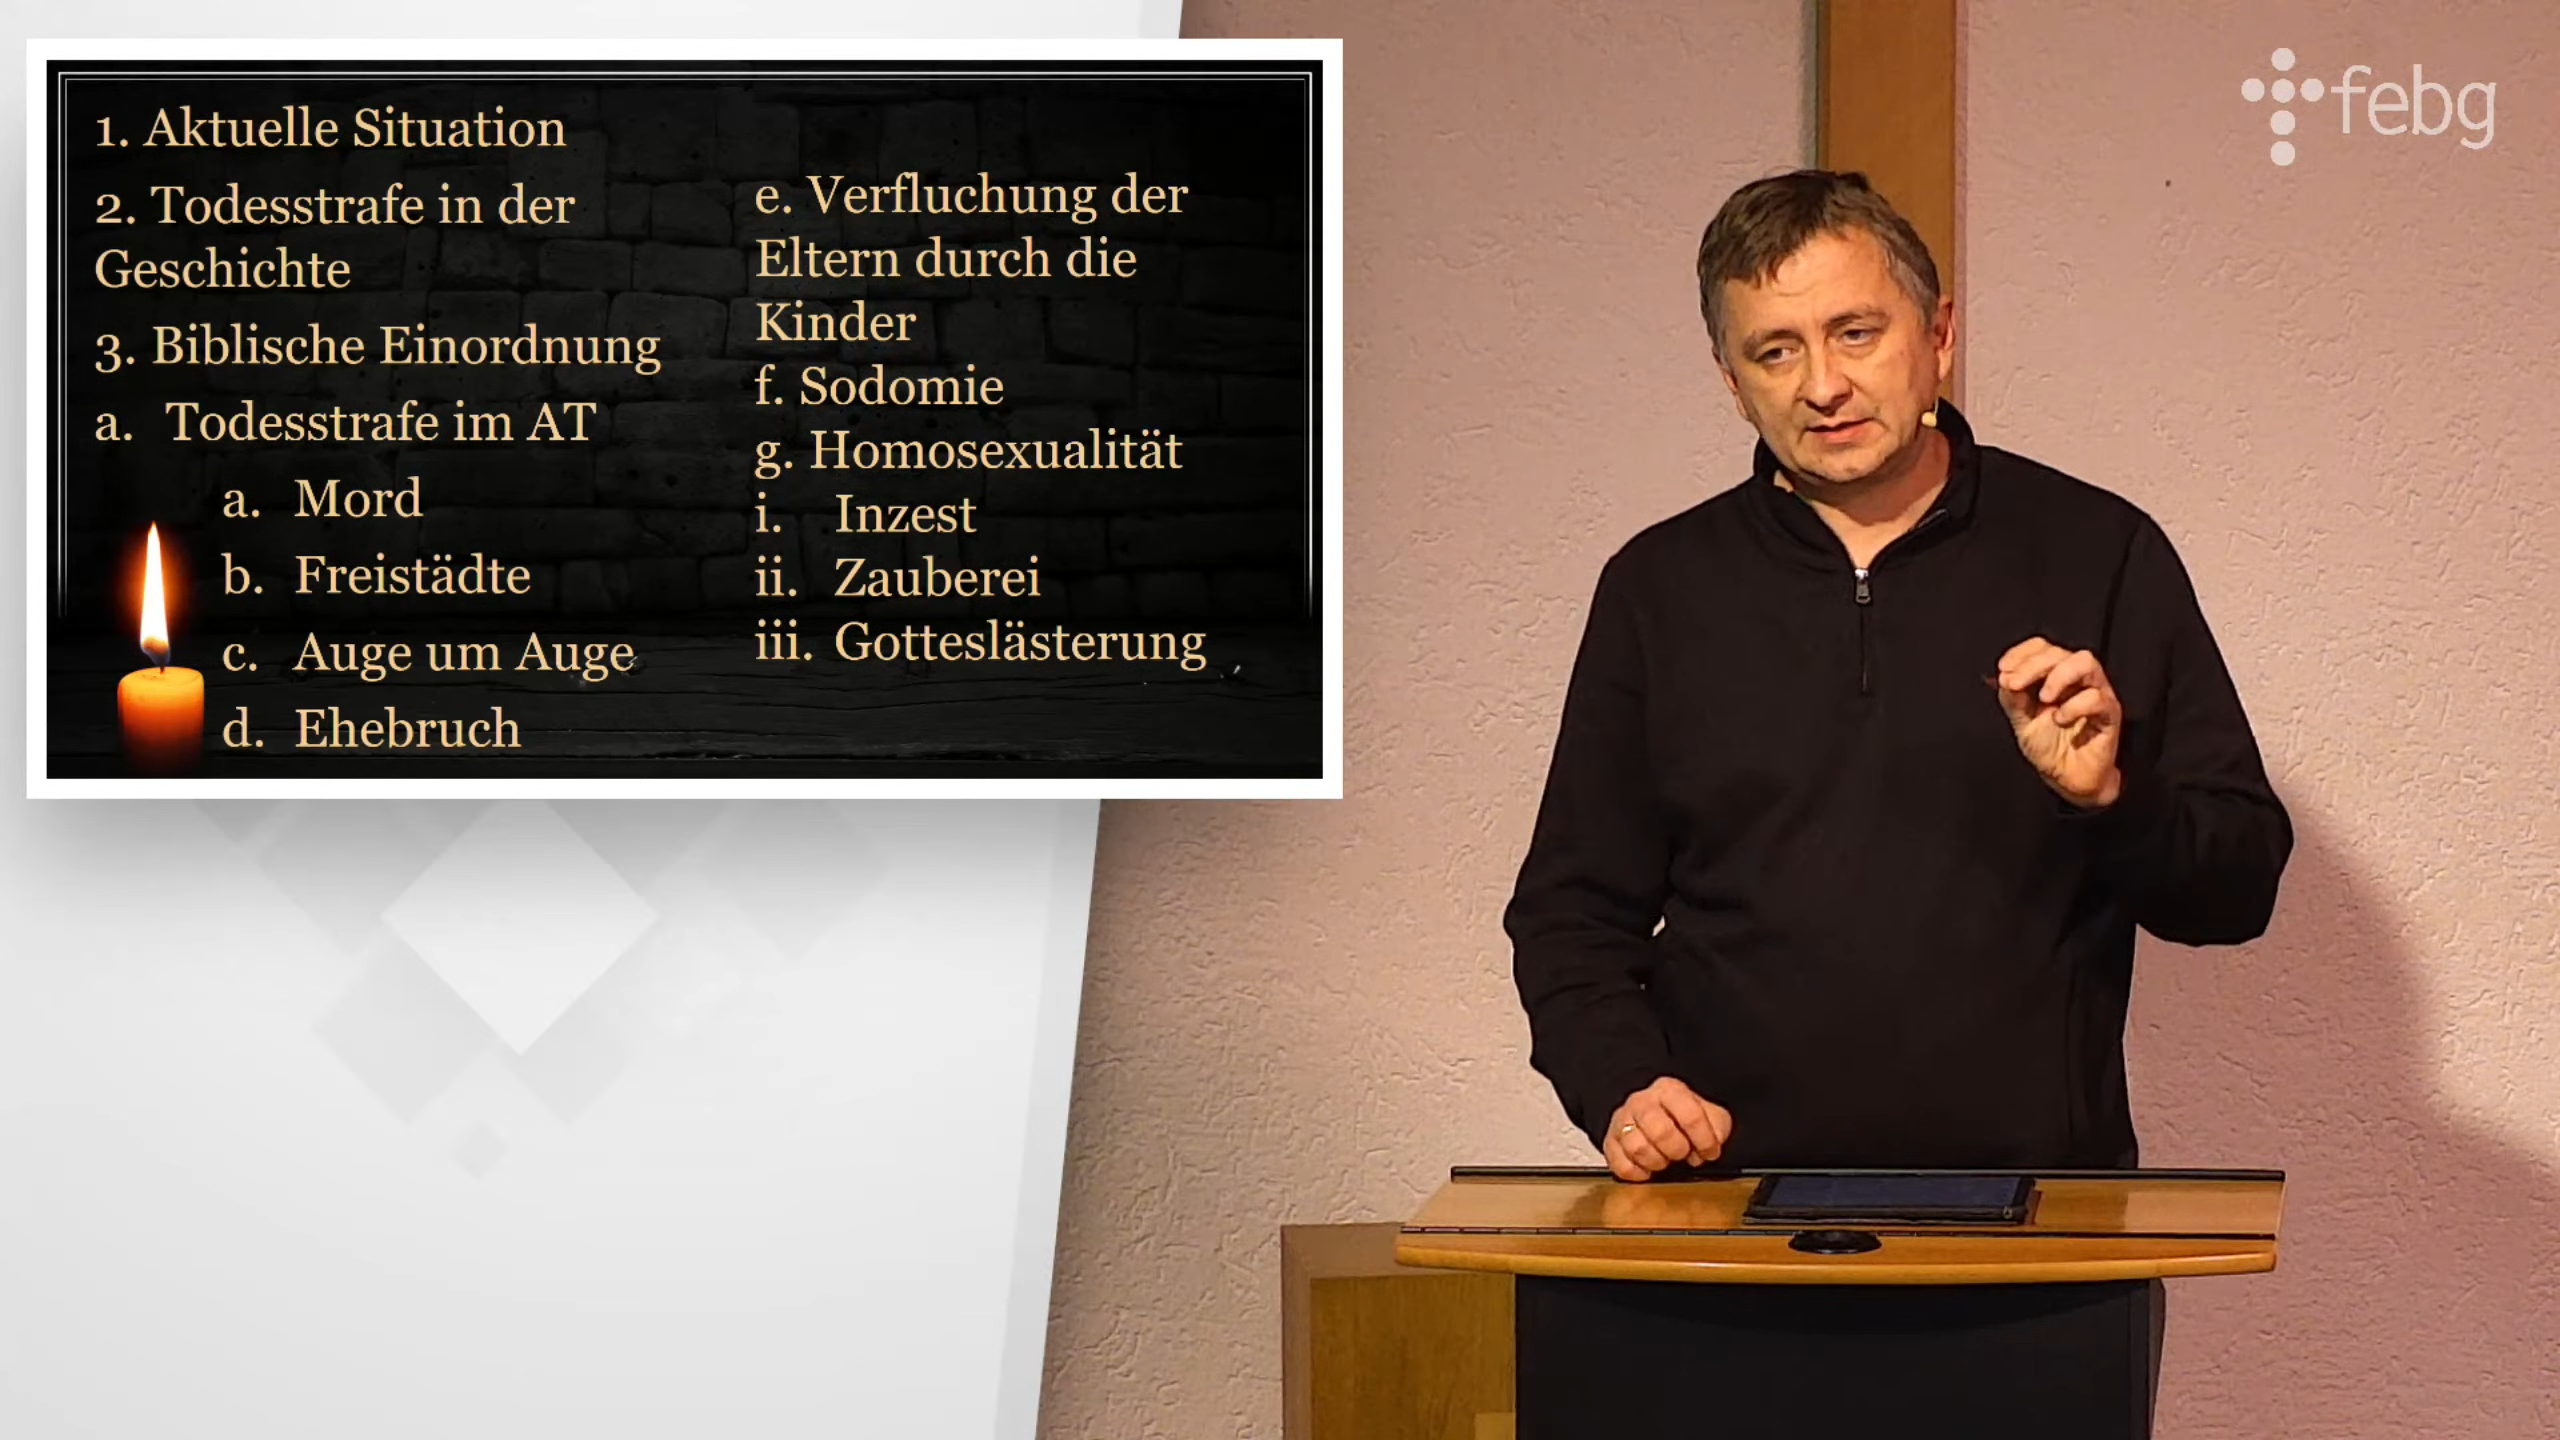 1. Aktuelle Situation
2. Todesstrafe in der
Geschichte
3. Biblische Einordnung
a. Todesstrafe im AT
a. Mord
b. Freistädte
c. Auge um Auge
d. Ehebruch
e. Verfluchung der
Eltern durch die
Kinder
f. Sodomie
g. Homosexualität
i. Inzest
ii. Zauberei
iii. Gotteslästerung
febg